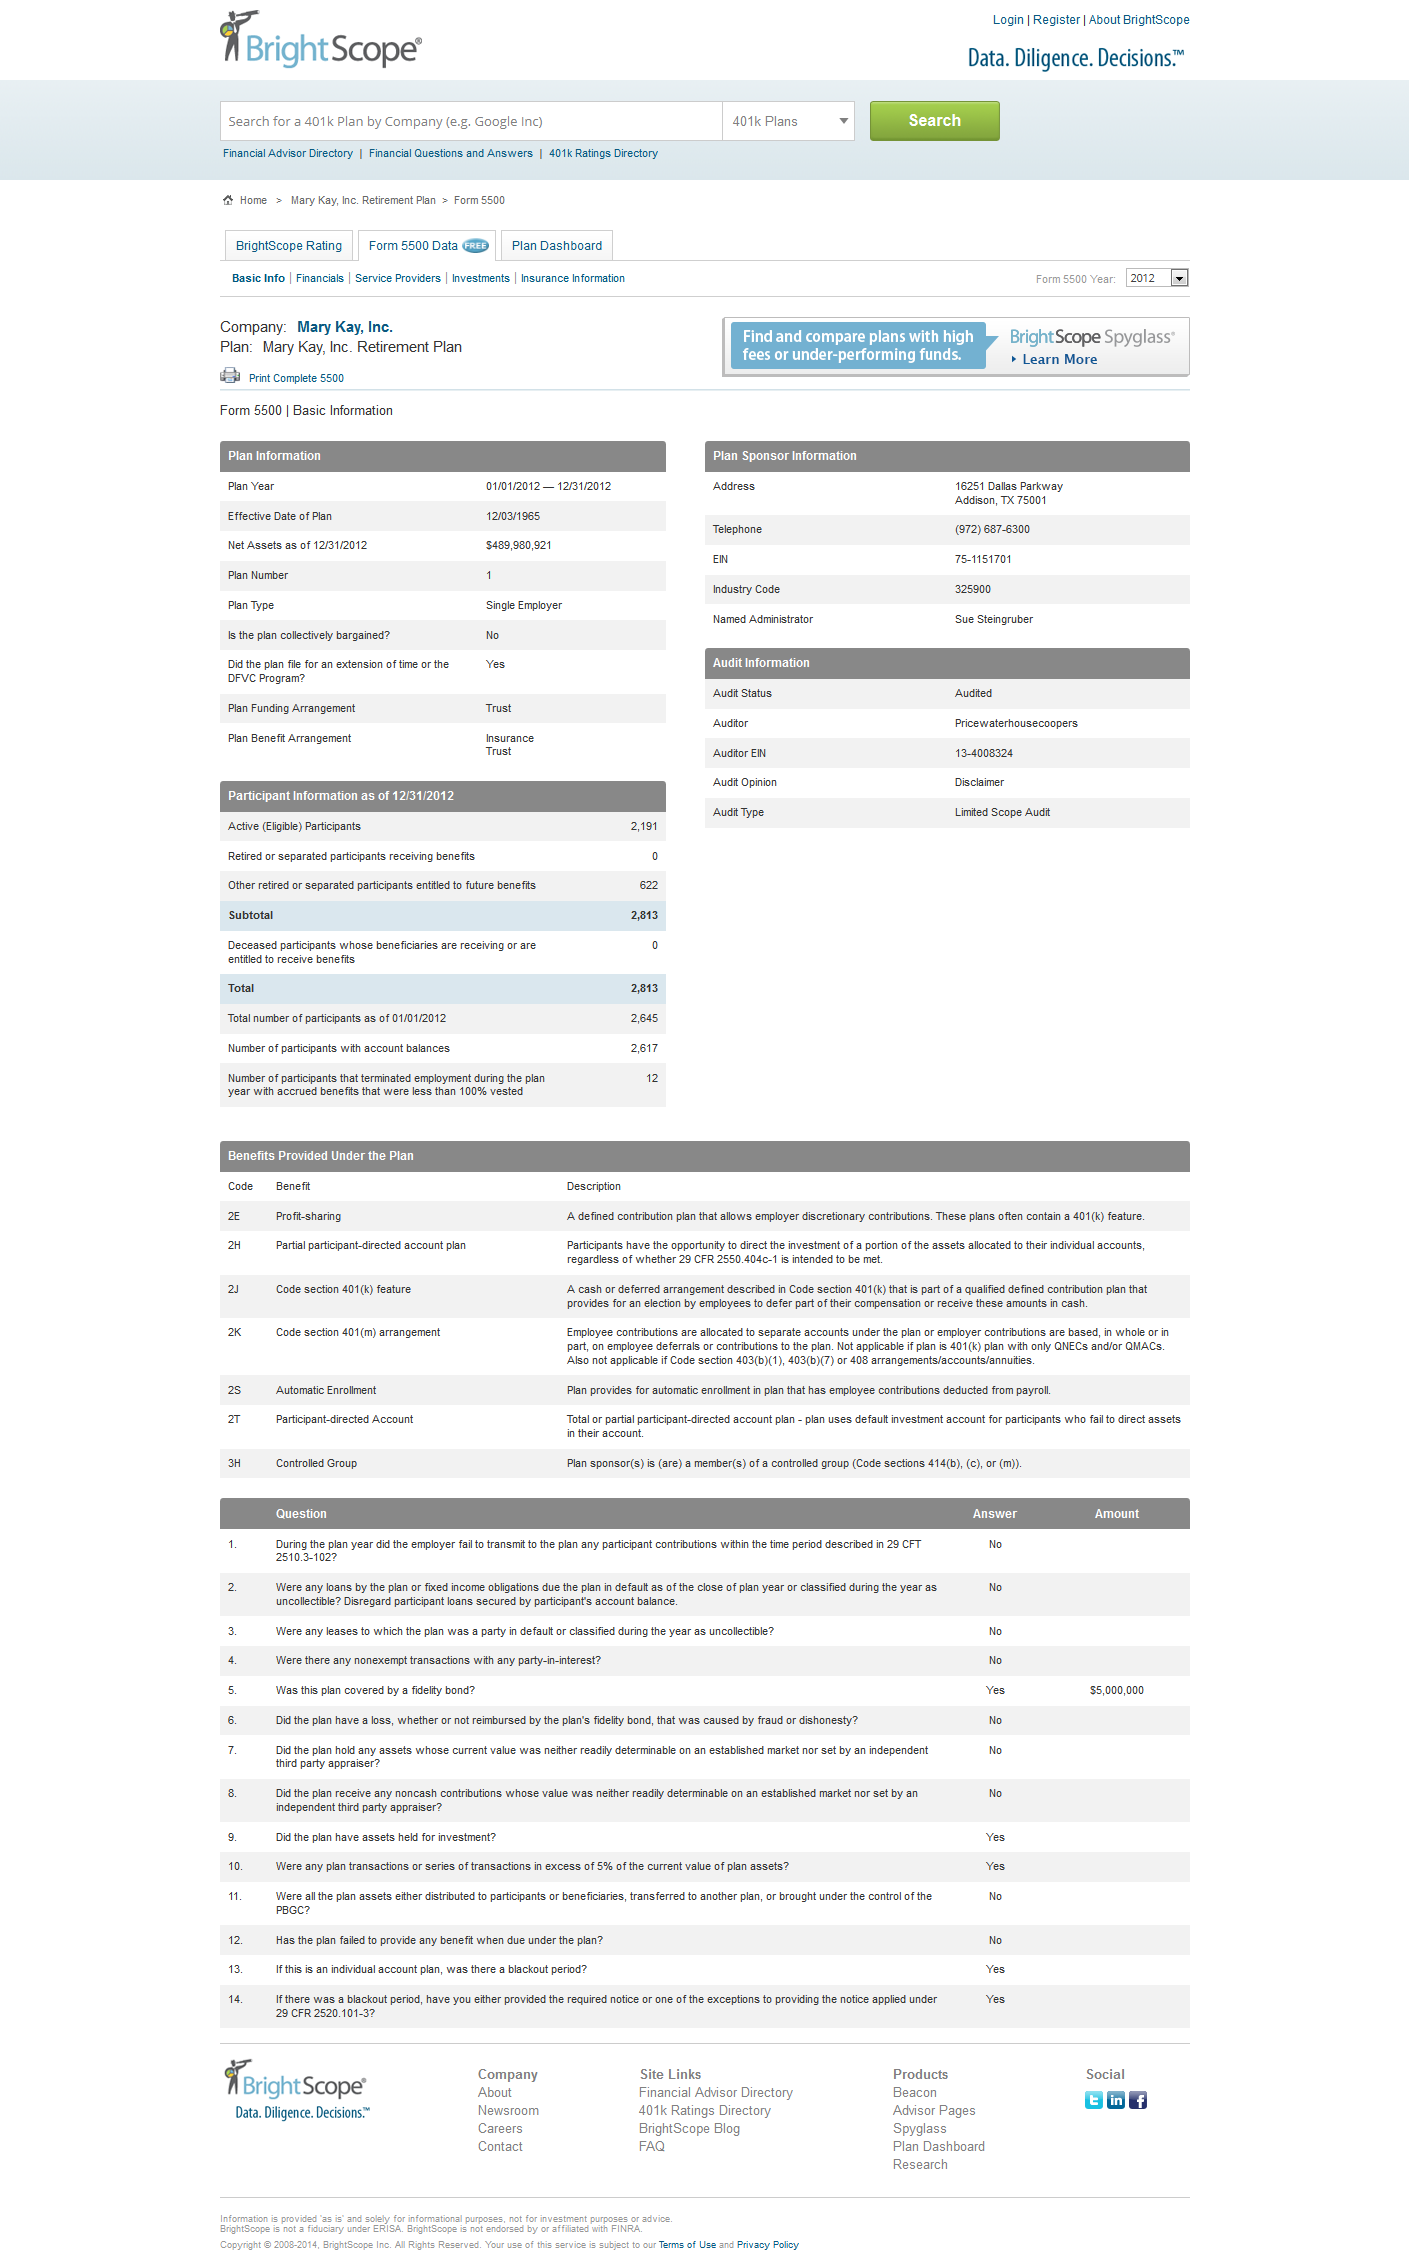 Login | Register | About BrightScope
BrightScope®
Data. Diligence. Decisions.™
Search for a 401k Plan by Company (e.g. Google Inc)
401k Plans
Search
Financial Advisor Directory | Financial Questions and Answers | 401k Ratings Directory
Home > Mary Kay, Inc. Retirement Plan > Form 5500
BrightScope Rating
Form 5500 Data FREE
Plan Dashboard
Basic Info | Financials | Service Providers | Investments | Insurance Information
Form 5500 Year: 2012
Company: Mary Kay, Inc.
Plan: Mary Kay, Inc. Retirement Plan
Print Complete 5500
Find and compare plans with high
fees or under-performing funds.
BrightScope Spyglass®
Learn More
Form 5500 | Basic Information
Plan Information
Plan Year 01/01/2012 — 12/31/2012
Effective Date of Plan 12/03/1965
Net Assets as of 12/31/2012 $489,980,921
Plan Number 1
Plan Type Single Employer
Is the plan collectively bargained? No
Did the plan file for an extension of time or the Yes
DFVC Program?
Plan Funding Arrangement Trust
Plan Benefit Arrangement Insurance
Trust
Participant Information as of 12/31/2012
Active (Eligible) Participants 2,191
Retired or separated participants receiving benefits 0
Other retired or separated participants entitled to future benefits 622
Subtotal 2,813
Deceased participants whose beneficiaries are receiving or are 0
entitled to receive benefits
Total 2,813
Total number of participants as of 01/01/2012 2,645
Number of participants with account balances 2,617
Number of participants that terminated employment during the plan 12
year with accrued benefits that were less than 100% vested
Plan Sponsor Information
Address 16251 Dallas Parkway
Addison, TX 75001
Telephone (972) 687-6300
EIN 75-1151701
Industry Code 325900
Named Administrator Sue Steingruber
Audit Information
Audit Status Audited
Auditor Pricewaterhousecoopers
Auditor EIN 13-4008324
Audit Opinion Disclaimer
Audit Type Limited Scope Audit
Benefits Provided Under the Plan
Code Benefit Description
2E Profit-sharing A defined contribution plan that allows employer discretionary contributions. These plans often contain a 401(k) feature.
2H Partial participant-directed account plan Participants have the opportunity to direct the investment of a portion of the assets allocated to their individual accounts,
regardless of whether 29 CFR 2550.404c-1 is intended to be met.
2J Code section 401(k) feature A cash or deferred arrangement described in Code section 401(k) that is part of a qualified defined contribution plan that
provides for an election by employees to defer part of their compensation or receive these amounts in cash.
2K Code section 401(m) arrangement Employee contributions are allocated to separate accounts under the plan or employer contributions are based, in whole or in
part, on employee deferrals or contributions to the plan. Not applicable if plan is 401(k) plan with only QNECs and/or QMACs.
Also not applicable if Code section 403(b)(1), 403(b)(7) or 408 arrangements/accounts/annuities.
2S Automatic Enrollment Plan provides for automatic enrollment in plan that has employee contributions deducted from payroll.
2T Participant-directed Account Total or partial participant-directed account plan - plan uses default investment account for participants who fail to direct assets
in their account.
3H Controlled Group Plan sponsor(s) is (are) a member(s) of a controlled group (Code sections 414(b), (c), or (m)).
Question Answer Amount
1. During the plan year did the employer fail to transmit to the plan any participant contributions within the time period described in 29 CFT No
2510.3-102?
2. Were any loans by the plan or fixed income obligations due the plan in default as of the close of plan year or classified during the year as No
uncollectible? Disregard participant loans secured by participant's account balance.
3. Were any leases to which the plan was a party in default or classified during the year as uncollectible? No
4. Were there any nonexempt transactions with any party-in-interest? No
5. Was this plan covered by a fidelity bond? Yes $5,000,000
6. Did the plan have a loss, whether or not reimbursed by the plan's fidelity bond, that was caused by fraud or dishonesty? No
7. Did the plan hold any assets whose current value was neither readily determinable on an established market nor set by an independent No
third party appraiser?
8. Did the plan receive any noncash contributions whose value was neither readily determinable on an established market nor set by an No
independent third party appraiser?
9. Did the plan have assets held for investment? Yes
10. Were any plan transactions or series of transactions in excess of 5% of the current value of plan assets? Yes
11. Were all the plan assets either distributed to participants or beneficiaries, transferred to another plan, or brought under the control of the No
PBGC?
12. Has the plan failed to provide any benefit when due under the plan? No
13. If this is an individual account plan, was there a blackout period? Yes
14. If there was a blackout period, have you either provided the required notice or one of the exceptions to providing the notice applied under Yes
29 CFR 2520.101-3?
BrightScope®
Data. Diligence. Decisions.™
Company
About
Newsroom
Careers
Contact
Site Links
Financial Advisor Directory
401k Ratings Directory
BrightScope Blog
FAQ
Products
Beacon
Advisor Pages
Spyglass
Plan Dashboard
Research
Social
Information is provided 'as is' and solely for informational purposes, not for investment purposes or advice.
BrightScope is not a fiduciary under ERISA. BrightScope is not endorsed by or affiliated with FINRA.
Copyright © 2008-2014, BrightScope Inc. All Rights Reserved. Your use of this service is subject to our Terms of Use and Privacy Policy